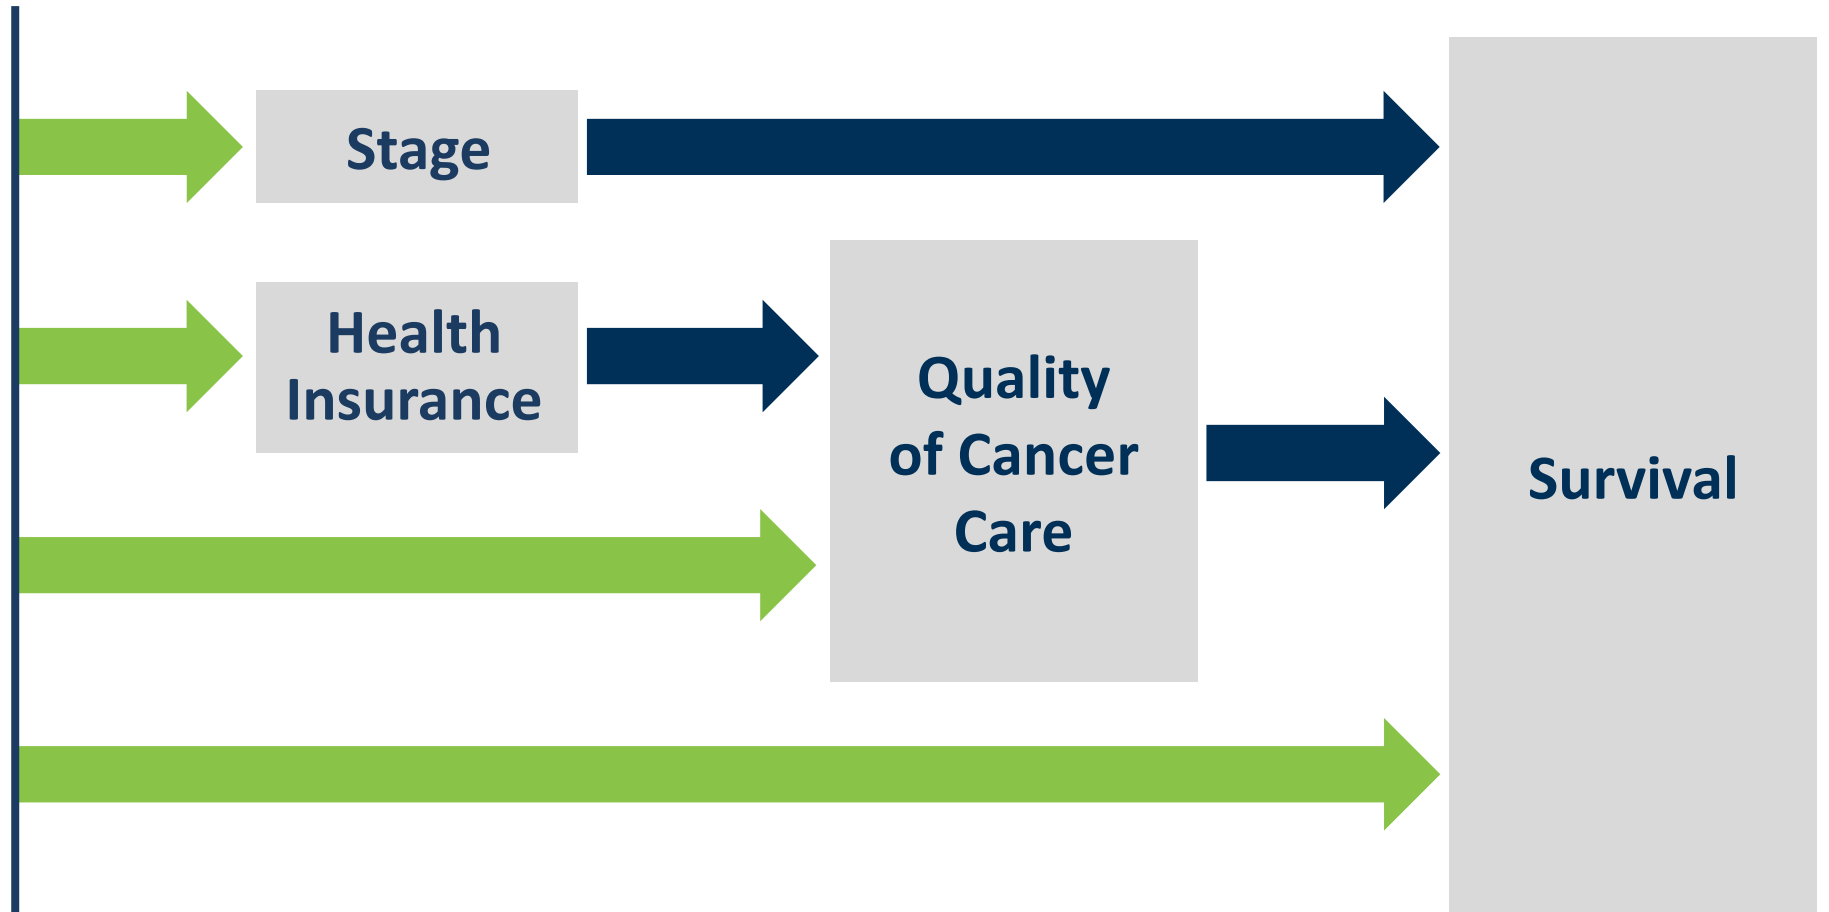 Stage
Health
Insurance
Quality
of Cancer
Care
Survival